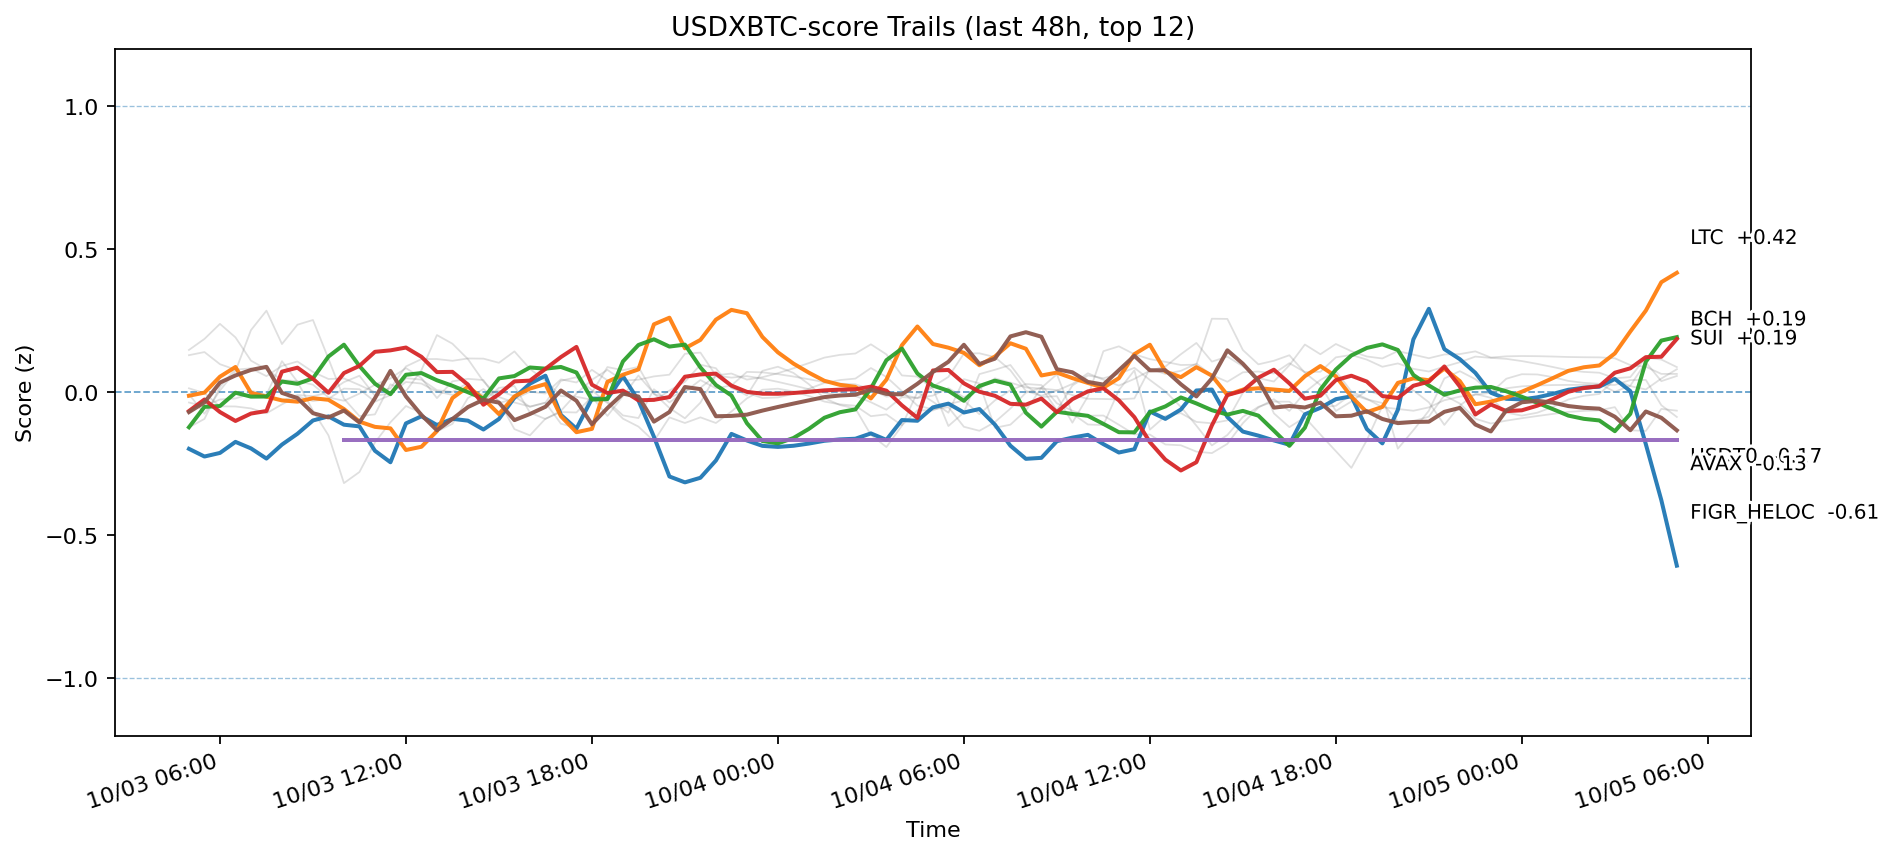 USDXBTC-score Trails (last 48h, top 12)
Score (z)
1.0
0.5
0.0
−0.5
−1.0
LTC +0.42
BCH +0.19
SUI +0.19
AVAX -0.13
FIGR_HELOC -0.61
10/03 06:00
10/03 12:00
10/03 18:00
10/04 00:00
10/04 06:00
10/04 12:00
10/04 18:00
10/05 00:00
10/05 06:00
Time